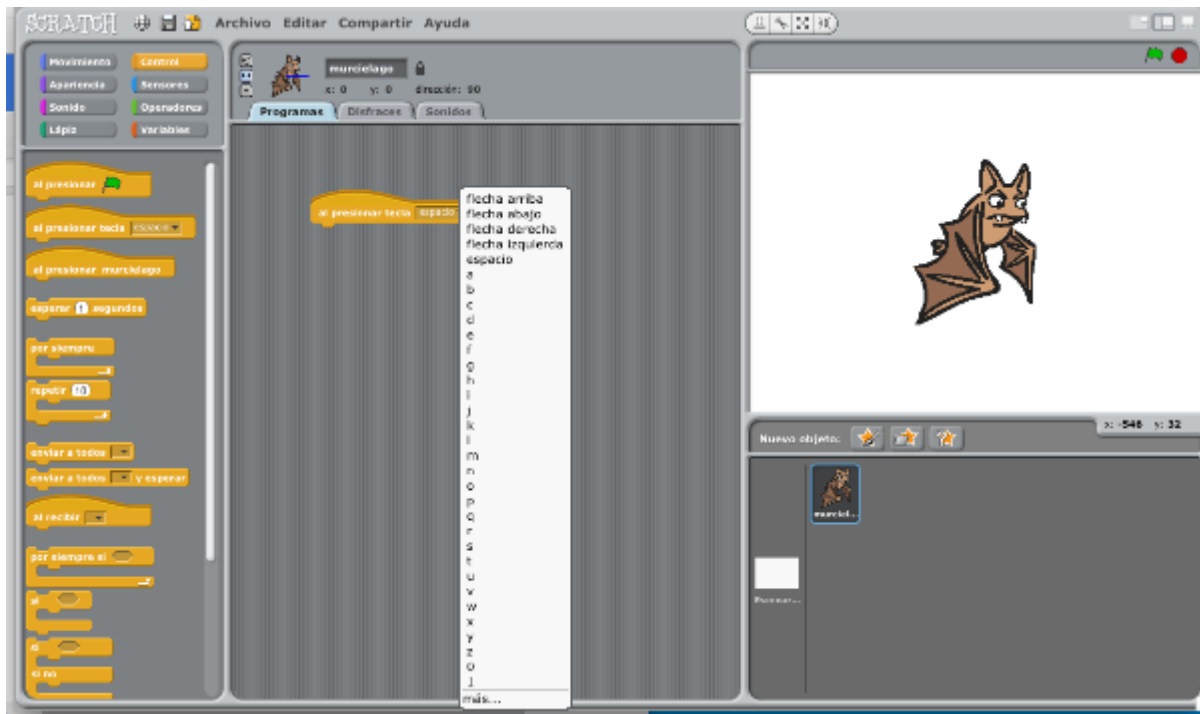 SCRATCH
Archivo Editar Compartir Ayuda
Movimiento Control
Apariencia Sensores
Sonido Operadores
Lápiz Variables
murcielago
x: 0 y: 0 dirección: 90
Programas Disfraces Sonidos
al presionar
al presionar tecla espacio
al presionar murcielago
esperar 1 segundos
por siempre
repetir 10
enviar a todos
enviar a todos y esperar
al recibir
por siempre si
si
si
si no
al presionar tecla espacio
flecha arriba
flecha abajo
flecha derecha
flecha izquierda
espacio
a
b
c
d
e
f
g
h
i
j
k
l
m
n
o
p
q
r
s
t
u
v
w
x
y
z
0
1
más...
x: -546 y: 32
Nuevo objeto:
murciel...